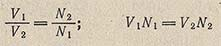 V₁/V₂ = N₂/N₁; V₁N₁ = V₂N₂